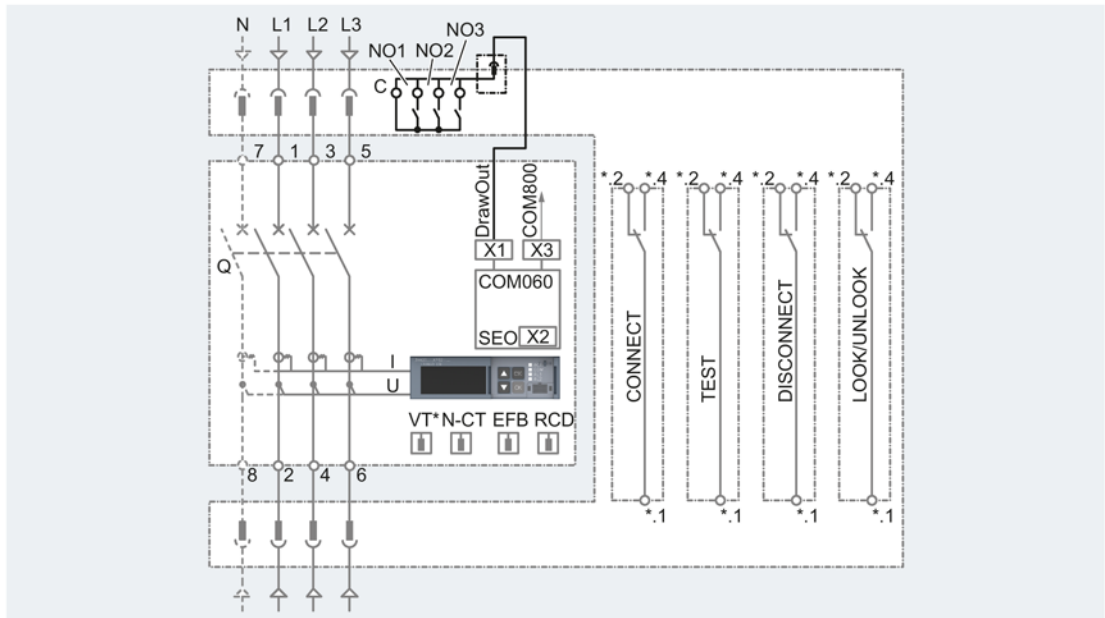 N L1 L2 L3
NO1 NO2 NO3
C
7 1 3 5
DrawOut
COM800
X1
X3
COM060
SEO X2
Q
I
U
VT* N-CT EFB RCD
8 2 4 6
*.2 *.4
CONNECT
*.1
*.2 *.4
TEST
*.1
*.2 *.4
DISCONNECT
*.1
*.2 *.4
LOOK/UNLOOK
*.1